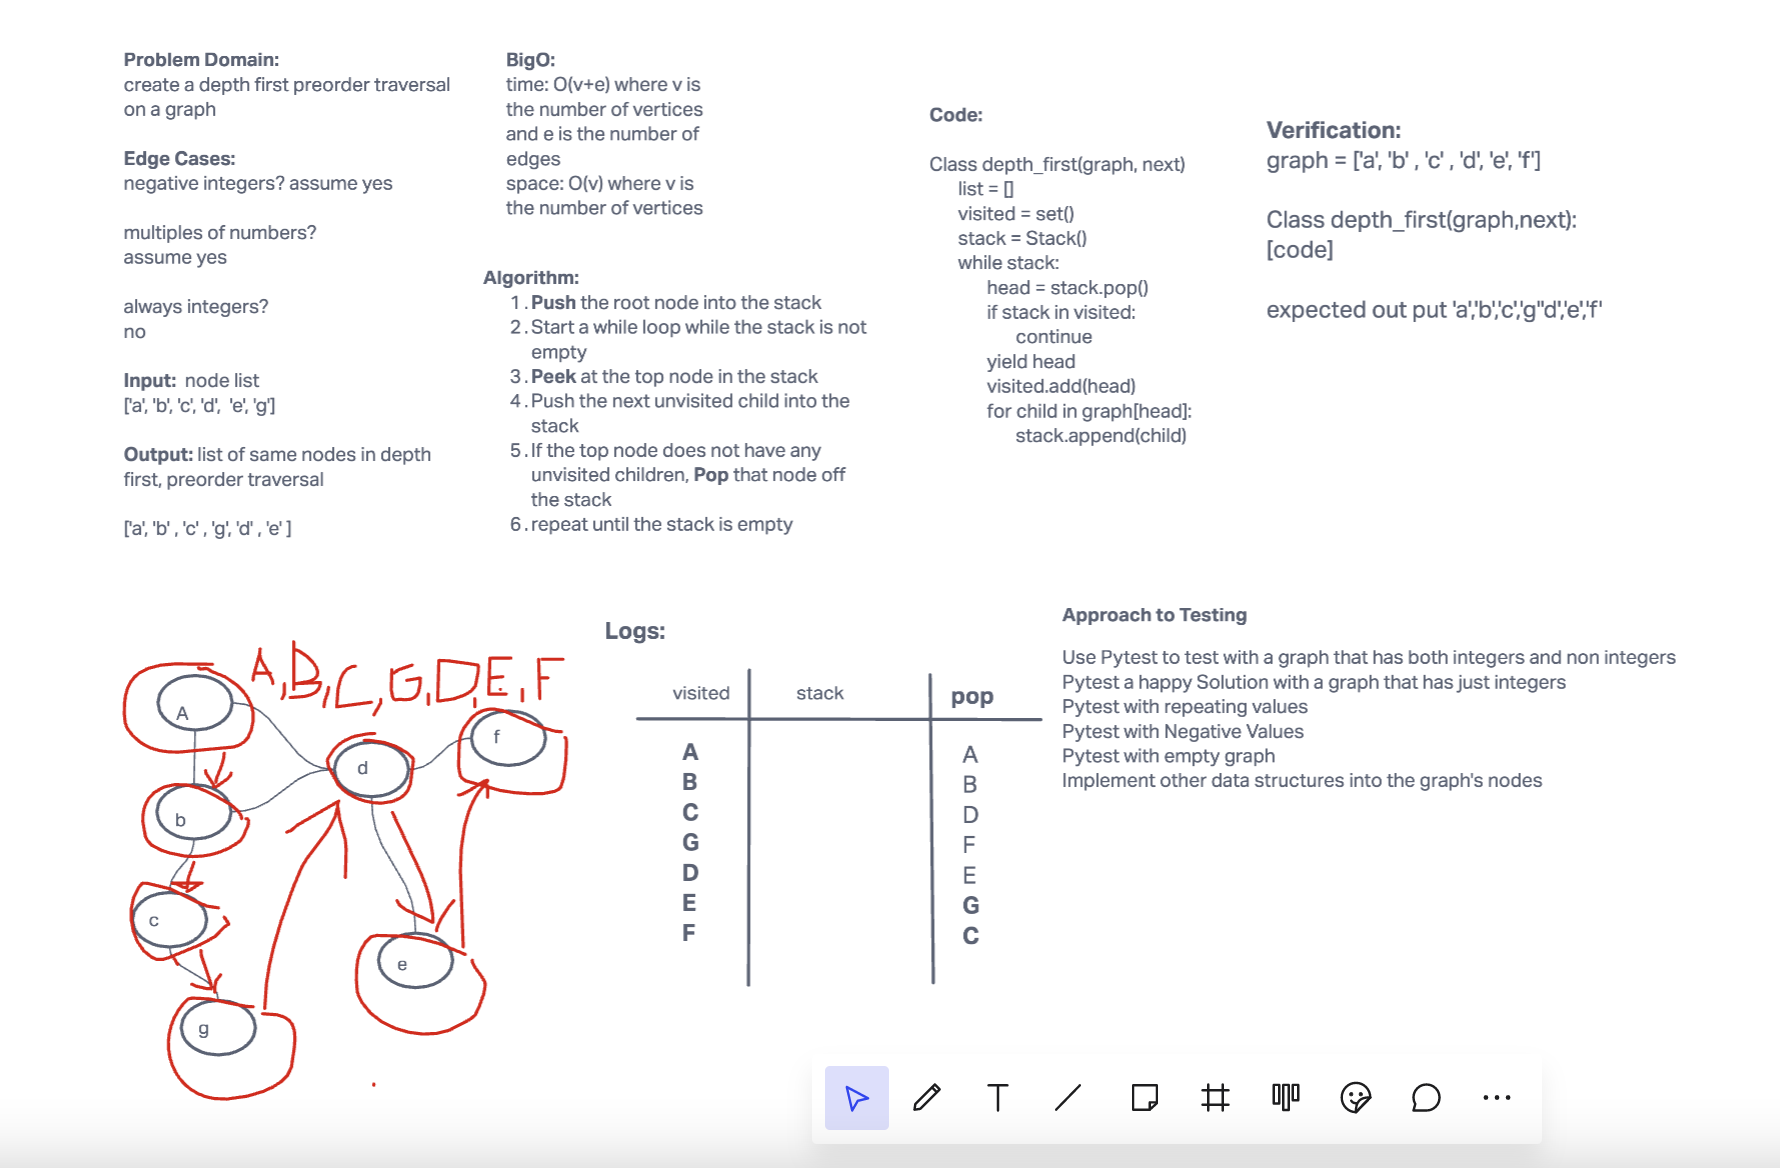 Problem Domain:
create a depth first preorder traversal
on a graph
Edge Cases:
negative integers? assume yes
multiples of numbers?
assume yes
always integers?
no
Input: node list
['a', 'b', 'c', 'd', 'e', 'g']
Output: list of same nodes in depth
first, preorder traversal
['a', 'b' , 'c' , 'g', 'd' , 'e' ]
BigO:
time: O(v+e) where v is
the number of vertices
and e is the number of
edges
space: O(v) where v is
the number of vertices
Algorithm:
1. Push the root node into the stack
2. Start a while loop while the stack is not
empty
3. Peek at the top node in the stack
4. Push the next unvisited child into the
stack
5. If the top node does not have any
unvisited children, Pop that node off
the stack
6. repeat until the stack is empty
Code:
Class depth_first(graph, next)
list = []
visited = set()
stack = Stack()
while stack:
head = stack.pop()
if stack in visited:
continue
yield head
visited.add(head)
for child in graph[head]:
stack.append(child)
Verification:
graph = ['a', 'b' , 'c' , 'd', 'e', 'f']
Class depth_first(graph,next):
[code]
expected out put 'a','b','c','g''d','e','f'
A,B,C,G,D,E,F
A
b
c
g
d
e
f
Logs:
visited stack pop
A A
B B
C D
G F
D E
E G
F C
Approach to Testing
Use Pytest to test with a graph that has both integers and non integers
Pytest a happy Solution with a graph that has just integers
Pytest with repeating values
Pytest with Negative Values
Pytest with empty graph
Implement other data structures into the graph's nodes
T